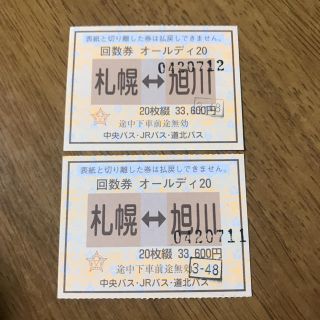 表紙と切り離した券は払戻しできません。
回数券 オールデイ20
札幌↔旭川
0420712
20枚綴 33,600円
途中下車前途無効
中央バス・JRバス・道北バス
表紙と切り離した券は払戻しできません。
回数券 オールデイ20
札幌↔旭川
0420711
20枚綴 33,600円
途中下車前途無効
3-48
中央バス・JRバス・道北バス